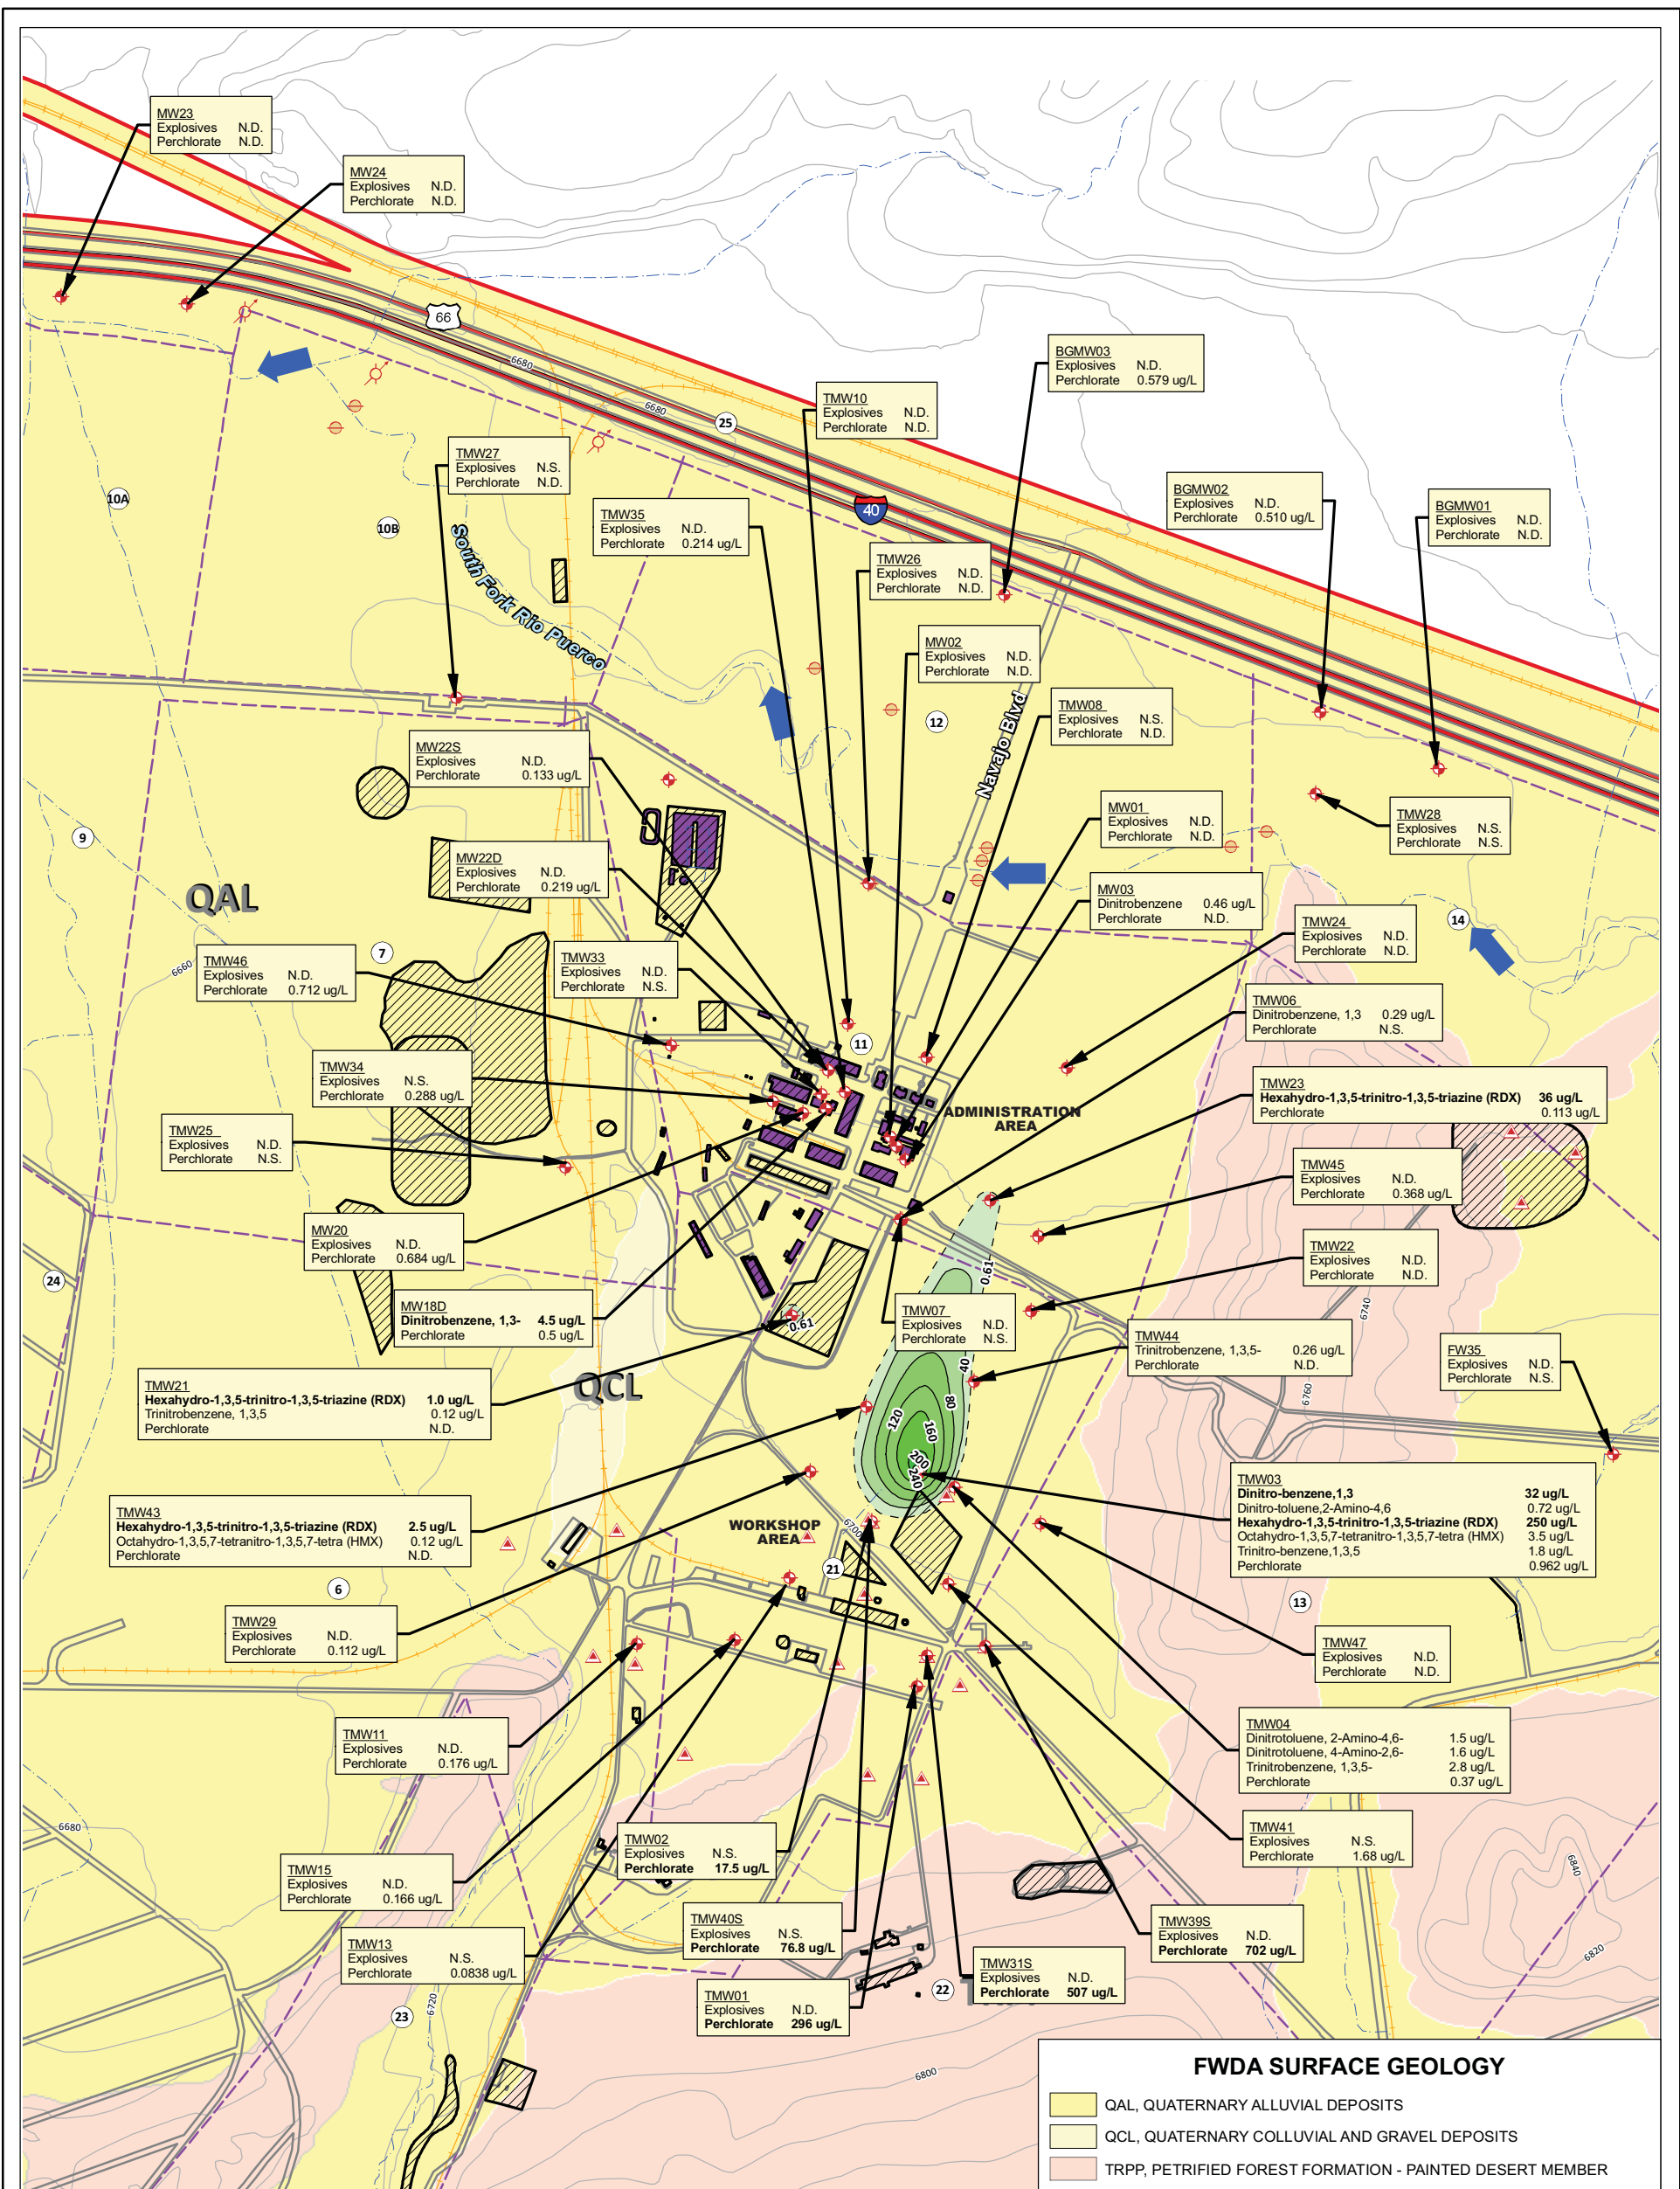 MW23
Explosives N.D.
Perchlorate N.D.
MW24
Explosives N.D.
Perchlorate N.D.
66
6680
BGMW03
Explosives N.D.
Perchlorate 0.579 ug/L
TMW10
Explosives N.D.
Perchlorate N.D.
6680
25
TMW27
Explosives N.S.
Perchlorate N.D.
BGMW02
Explosives N.D.
Perchlorate 0.510 ug/L
BGMW01
Explosives N.D.
Perchlorate N.D.
10A
10B
TMW35
Explosives N.D.
Perchlorate 0.214 ug/L
40
South Fork Rio Puerco
TMW26
Explosives N.D.
Perchlorate N.D.
MW02
Explosives N.D.
Perchlorate N.D.
12
TMW08
Explosives N.S.
Perchlorate N.D.
Navajo Blvd
MW22S
Explosives N.D.
Perchlorate 0.133 ug/L
MW01
Explosives N.D.
Perchlorate N.D.
TMW28
Explosives N.S.
Perchlorate N.S.
9
MW22D
Explosives N.D.
Perchlorate 0.219 ug/L
QAL
MW03
Dinitrobenzene 0.46 ug/L
Perchlorate N.D.
14
TMW24
Explosives N.D.
Perchlorate N.D.
7
6660
TMW46
Explosives N.D.
Perchlorate 0.712 ug/L
TMW33
Explosives N.D.
Perchlorate N.S.
TMW06
Dinitrobenzene, 1,3 0.29 ug/L
Perchlorate N.S.
11
TMW34
Explosives N.S.
Perchlorate 0.288 ug/L
TMW23
Hexahydro-1,3,5-trinitro-1,3,5-triazine (RDX) 36 ug/L
Perchlorate 0.113 ug/L
ADMINISTRATION
AREA
TMW25
Explosives N.D.
Perchlorate N.S.
TMW45
Explosives N.D.
Perchlorate 0.368 ug/L
MW20
Explosives N.D.
Perchlorate 0.684 ug/L
TMW22
Explosives N.D.
Perchlorate N.D.
24
0.61
6740
MW18D
Dinitrobenzene, 1,3- 4.5 ug/L
Perchlorate 0.5 ug/L
0.61
TMW07
Explosives N.D.
Perchlorate N.S.
TMW44
Trinitrobenzene, 1,3,5- 0.26 ug/L
Perchlorate N.D.
FW35
Explosives N.D.
Perchlorate N.S.
QCL
40
80
120
160
200
240
6760
TMW21
Hexahydro-1,3,5-trinitro-1,3,5-triazine (RDX) 1.0 ug/L
Trinitrobenzene, 1,3,5 0.12 ug/L
Perchlorate N.D.
TMW03
Dinitro-benzene,1,3 32 ug/L
Dinitro-toluene,2-Amino-4,6 0.72 ug/L
Hexahydro-1,3,5-trinitro-1,3,5-triazine (RDX) 250 ug/L
Octahydro-1,3,5,7-tetranitro-1,3,5,7-tetra (HMX) 3.5 ug/L
Trinitro-benzene,1,3,5 1.8 ug/L
Perchlorate 0.962 ug/L
TMW43
Hexahydro-1,3,5-trinitro-1,3,5-triazine (RDX) 2.5 ug/L
Octahydro-1,3,5,7-tetranitro-1,3,5,7-tetra (HMX) 0.12 ug/L
Perchlorate N.D.
WORKSHOP
AREA
6700
21
6
13
TMW29
Explosives N.D.
Perchlorate 0.112 ug/L
TMW47
Explosives N.D.
Perchlorate N.D.
TMW11
Explosives N.D.
Perchlorate 0.176 ug/L
TMW04
Dinitrotoluene, 2-Amino-4,6- 1.5 ug/L
Dinitrotoluene, 4-Amino-2,6- 1.6 ug/L
Trinitrobenzene, 1,3,5- 2.8 ug/L
Perchlorate 0.37 ug/L
6680
TMW02
Explosives N.S.
Perchlorate 17.5 ug/L
TMW41
Explosives N.S.
Perchlorate 1.68 ug/L
6840
TMW15
Explosives N.D.
Perchlorate 0.166 ug/L
TMW40S
Explosives N.S.
Perchlorate 76.8 ug/L
TMW39S
Explosives N.D.
Perchlorate 702 ug/L
6820
TMW13
Explosives N.S.
Perchlorate 0.0838 ug/L
TMW31S
Explosives N.D.
Perchlorate 507 ug/L
TMW01
Explosives N.D.
Perchlorate 296 ug/L
22
23
6720
6800
FWDA SURFACE GEOLOGY
QAL, QUATERNARY ALLUVIAL DEPOSITS
QCL, QUATERNARY COLLUVIAL AND GRAVEL DEPOSITS
TRPP, PETRIFIED FOREST FORMATION - PAINTED DESERT MEMBER